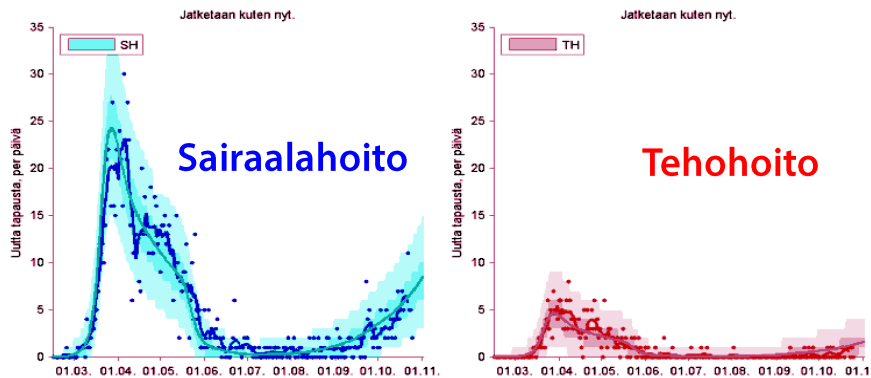 Jatketaan kuten nyt.
SH
Sairaalahoito
Uutta tapausta, per päivä
35
30
25
20
15
10
5
0
01.03. 01.04. 01.05. 01.06. 01.07. 01.08. 01.09. 01.10. 01.11.
Jatketaan kuten nyt.
TH
Tehohoito
Uutta tapausta, per päivä
35
30
25
20
15
10
5
0
01.03. 01.04. 01.05. 01.06. 01.07. 01.08. 01.09. 01.10. 01.1